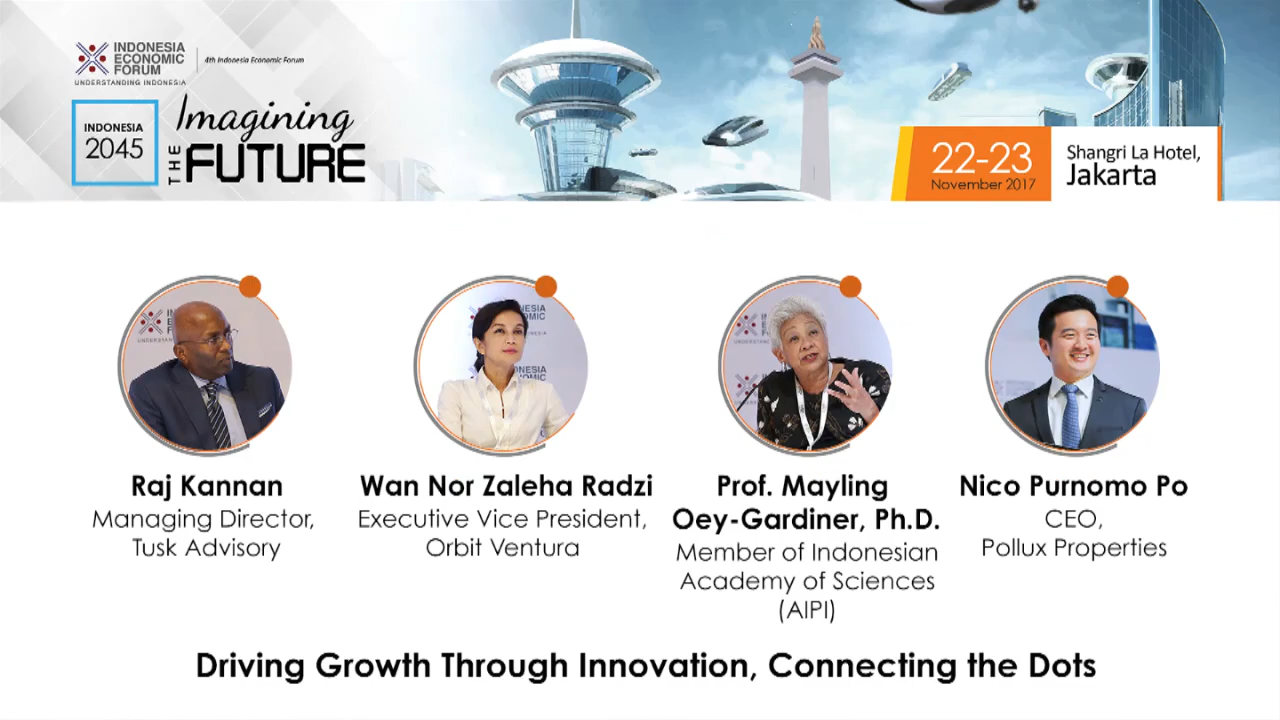 INDONESIA
ECONOMIC
FORUM
UNDERSTANDING INDONESIA
4th Indonesia Economic Forum
INDONESIA
2045
Imagining
THE FUTURE
22-23
November 2017
Shangri La Hotel,
Jakarta
Raj Kannan
Managing Director,
Tusk Advisory
Wan Nor Zaleha Radzi
Executive Vice President,
Orbit Ventura
Prof. Mayling
Oey-Gardiner, Ph.D.
Member of Indonesian
Academy of Sciences
(AIPI)
Nico Purnomo Po
CEO,
Pollux Properties
Driving Growth Through Innovation, Connecting the Dots